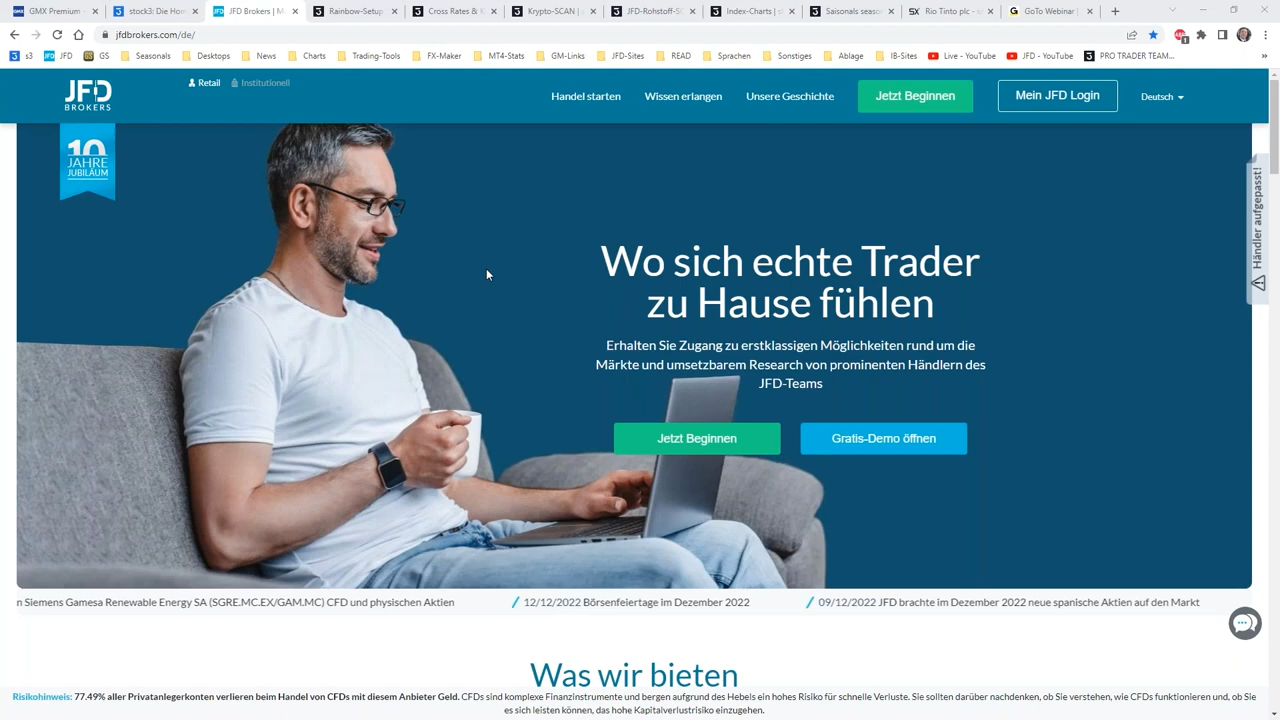 GMX Premium
stock3: Die Hom
JFD Brokers | M
Rainbow-Setup
Cross Rates & K
Krypto-SCAN |
JFD-Rohstoff-SC
Index-Charts | s
Saisonals season
Rio Tinto plc -
GoTo Webinar |
jfdbrokers.com/de/
s3
JFD
GS
Seasonals
Desktops
News
Charts
Trading-Tools
FX-Maker
MT4-Stats
GM-Links
JFD-Sites
READ
Sprachen
Sonstiges
Ablage
IB-Sites
Live - YouTube
JFD - YouTube
PRO TRADER TEAM...
JFD
BROKERS
Retail
Institutionell
Handel starten
Wissen erlangen
Unsere Geschichte
Jetzt Beginnen
Mein JFD Login
Deutsch
10
JAHRE
JUBILÄUM
Händler aufgepasst!
Wo sich echte Trader
zu Hause fühlen
Erhalten Sie Zugang zu erstklassigen Möglichkeiten rund um die
Märkte und umsetzbarem Research von prominenten Händlern des
JFD-Teams
Jetzt Beginnen
Gratis-Demo öffnen
n Siemens Gamesa Renewable Energy SA (SGRE.MC.EX/GAM.MC) CFD und physischen Aktien
12/12/2022 Börsenfeiertage im Dezember 2022
09/12/2022 JFD brachte im Dezember 2022 neue spanische Aktien auf den Markt
Was wir bieten
Risikohinweis: 77.49% aller Privatanlegerkonten verlieren beim Handel von CFDs mit diesem Anbieter Geld. CFDs sind komplexe Finanzinstrumente und bergen aufgrund des Hebels ein hohes Risiko für schnelle Verluste. Sie sollten darüber nachdenken, ob Sie verstehen, wie CFDs funktionieren und, ob Sie
es sich leisten können, das hohe Kapitalverlustrisiko einzugehen.